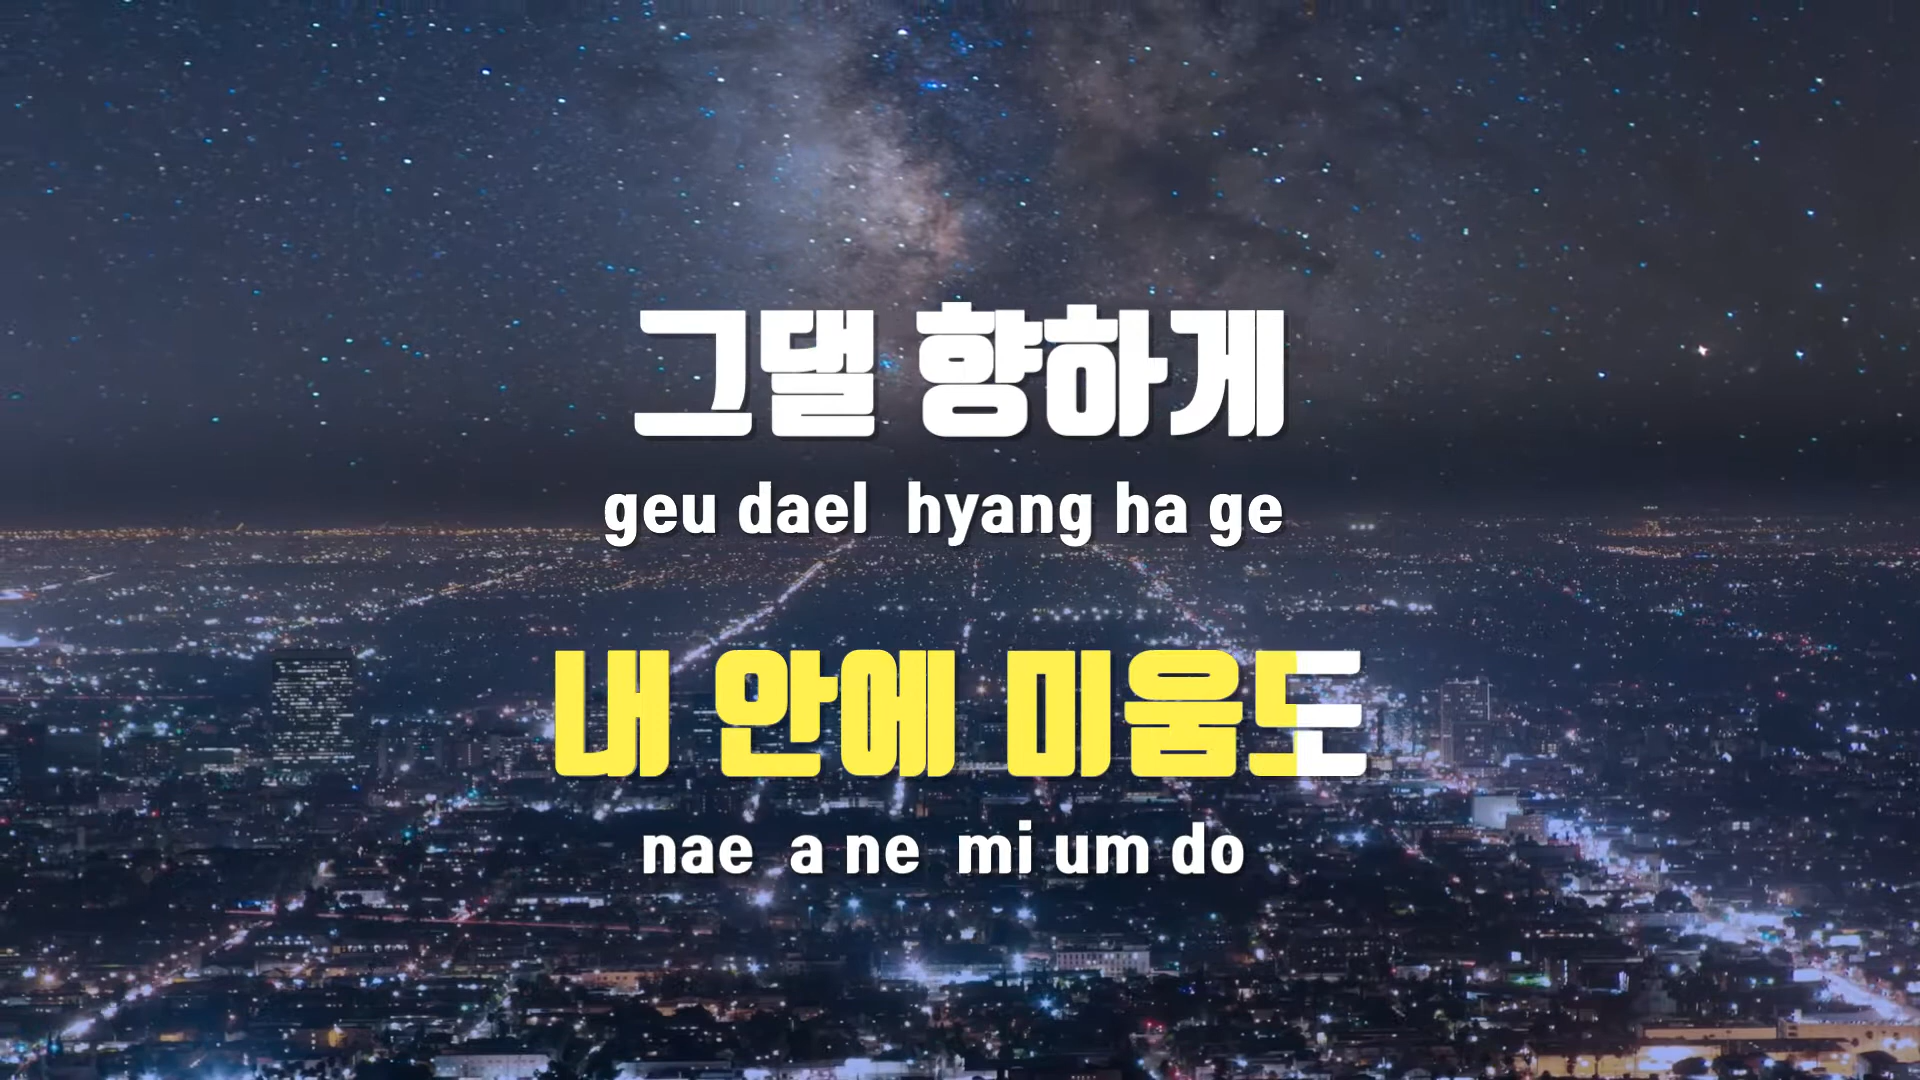 그댈 향하게
geu dael hyang ha ge
내 안에 미움도
nae a ne mi um do